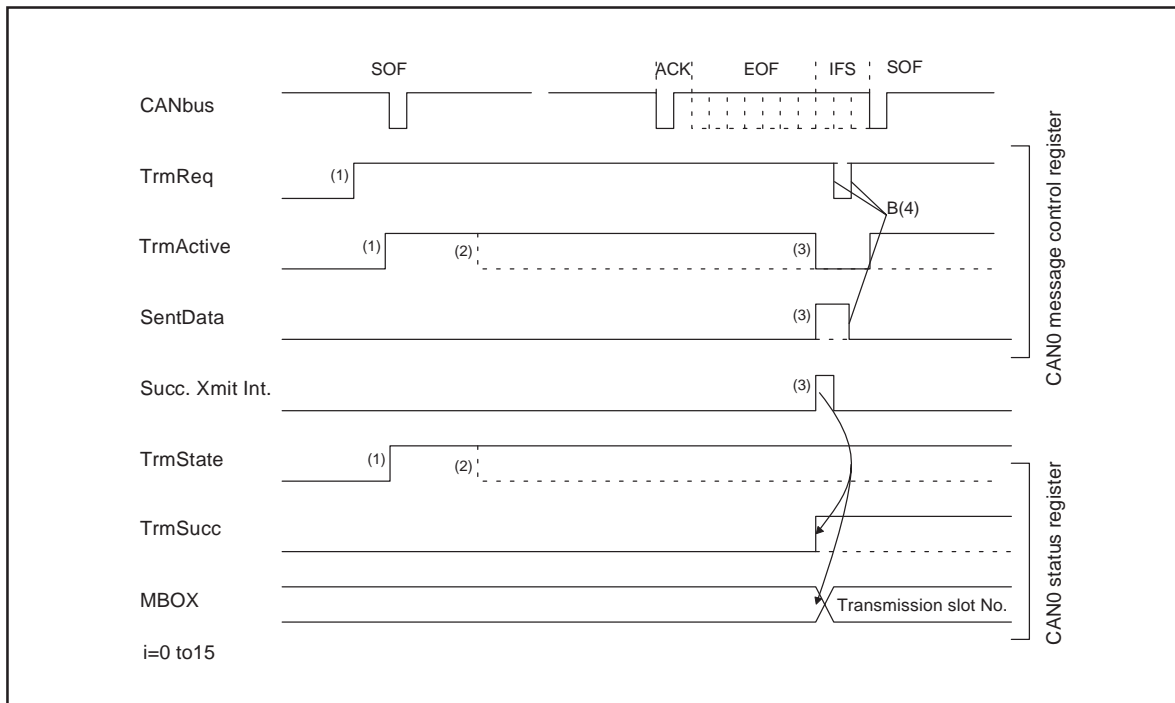 SOF ACK EOF IFS SOF
CANbus
TrmReq (1)
B(4)
TrmActive (1) (2) (3)
SentData (3)
Succ. Xmit Int. (3)
TrmState (1) (2)
TrmSucc
MBOX Transmission slot No.
i=0 to15
CAN0 message control register
CAN0 status register